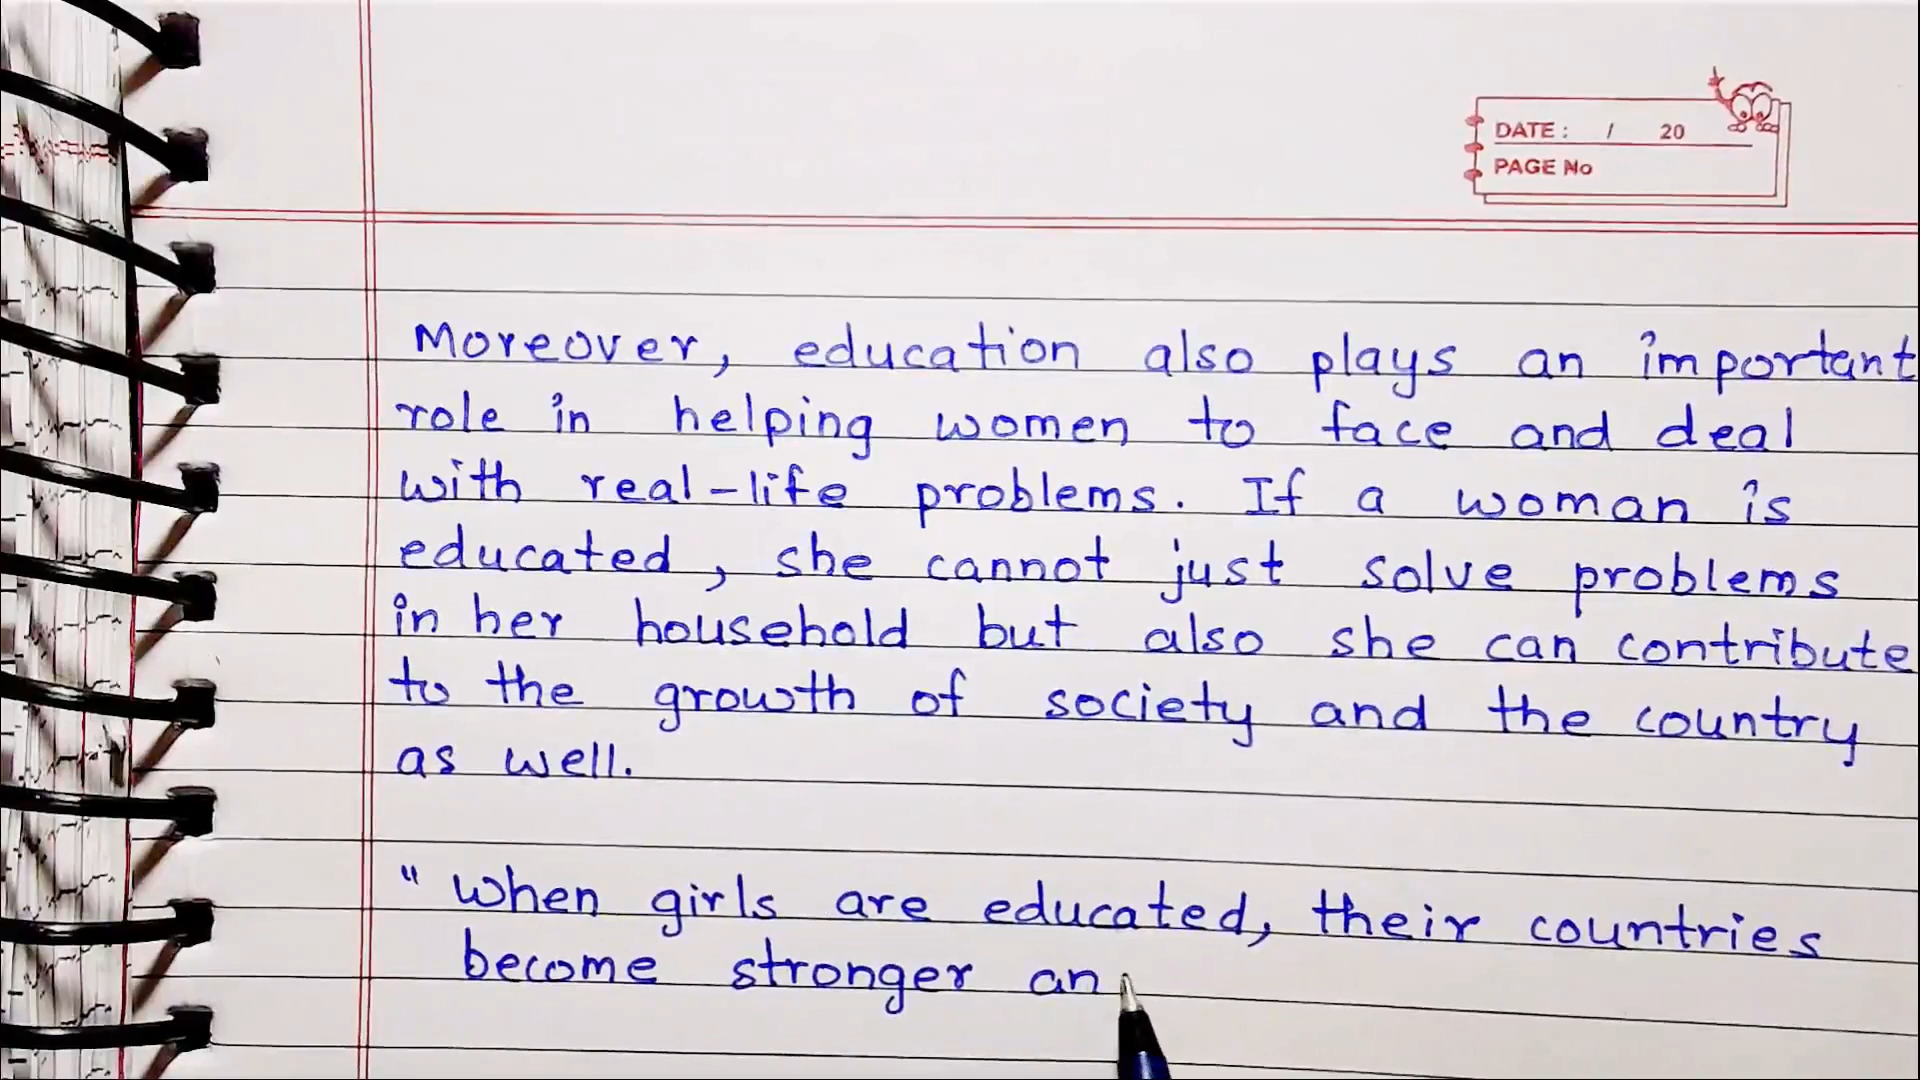 DATE : / 20
PAGE No
Moreover, education also plays an important
role in helping women to face and deal
with real-life problems. If a woman is
educated, she cannot just solve problems
in her household but also she can contribute
to the growth of society and the country
as well.
" When girls are educated, their countries
become stronger an